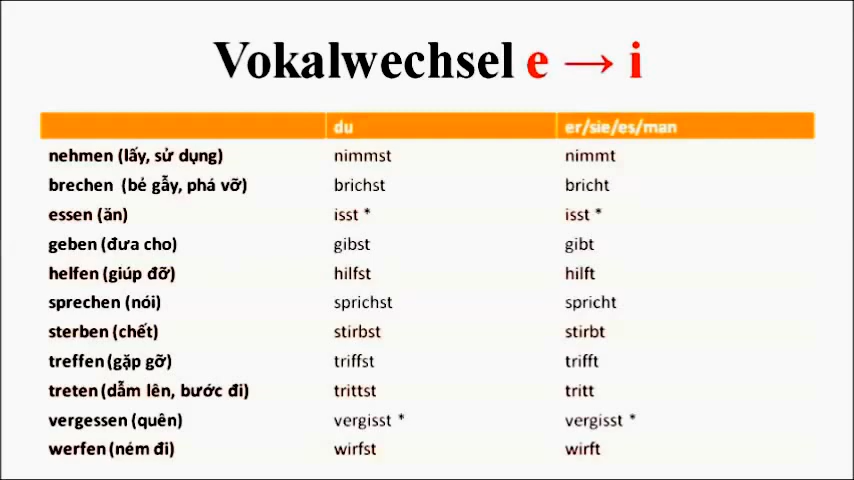 Vokalwechsel e → i
du er/sie/es/man
nehmen (lấy, sử dụng) nimmst nimmt
brechen (bẻ gẫy, phá vỡ) brichst bricht
essen (ăn) isst * isst *
geben (đưa cho) gibst gibt
helfen (giúp đỡ) hilfst hilft
sprechen (nói) sprichst spricht
sterben (chết) stirbst stirbt
treffen (gặp gỡ) triffst trifft
treten (dẫm lên, bước đi) trittst tritt
vergessen (quên) vergisst * vergisst *
werfen (ném đi) wirfst wirft